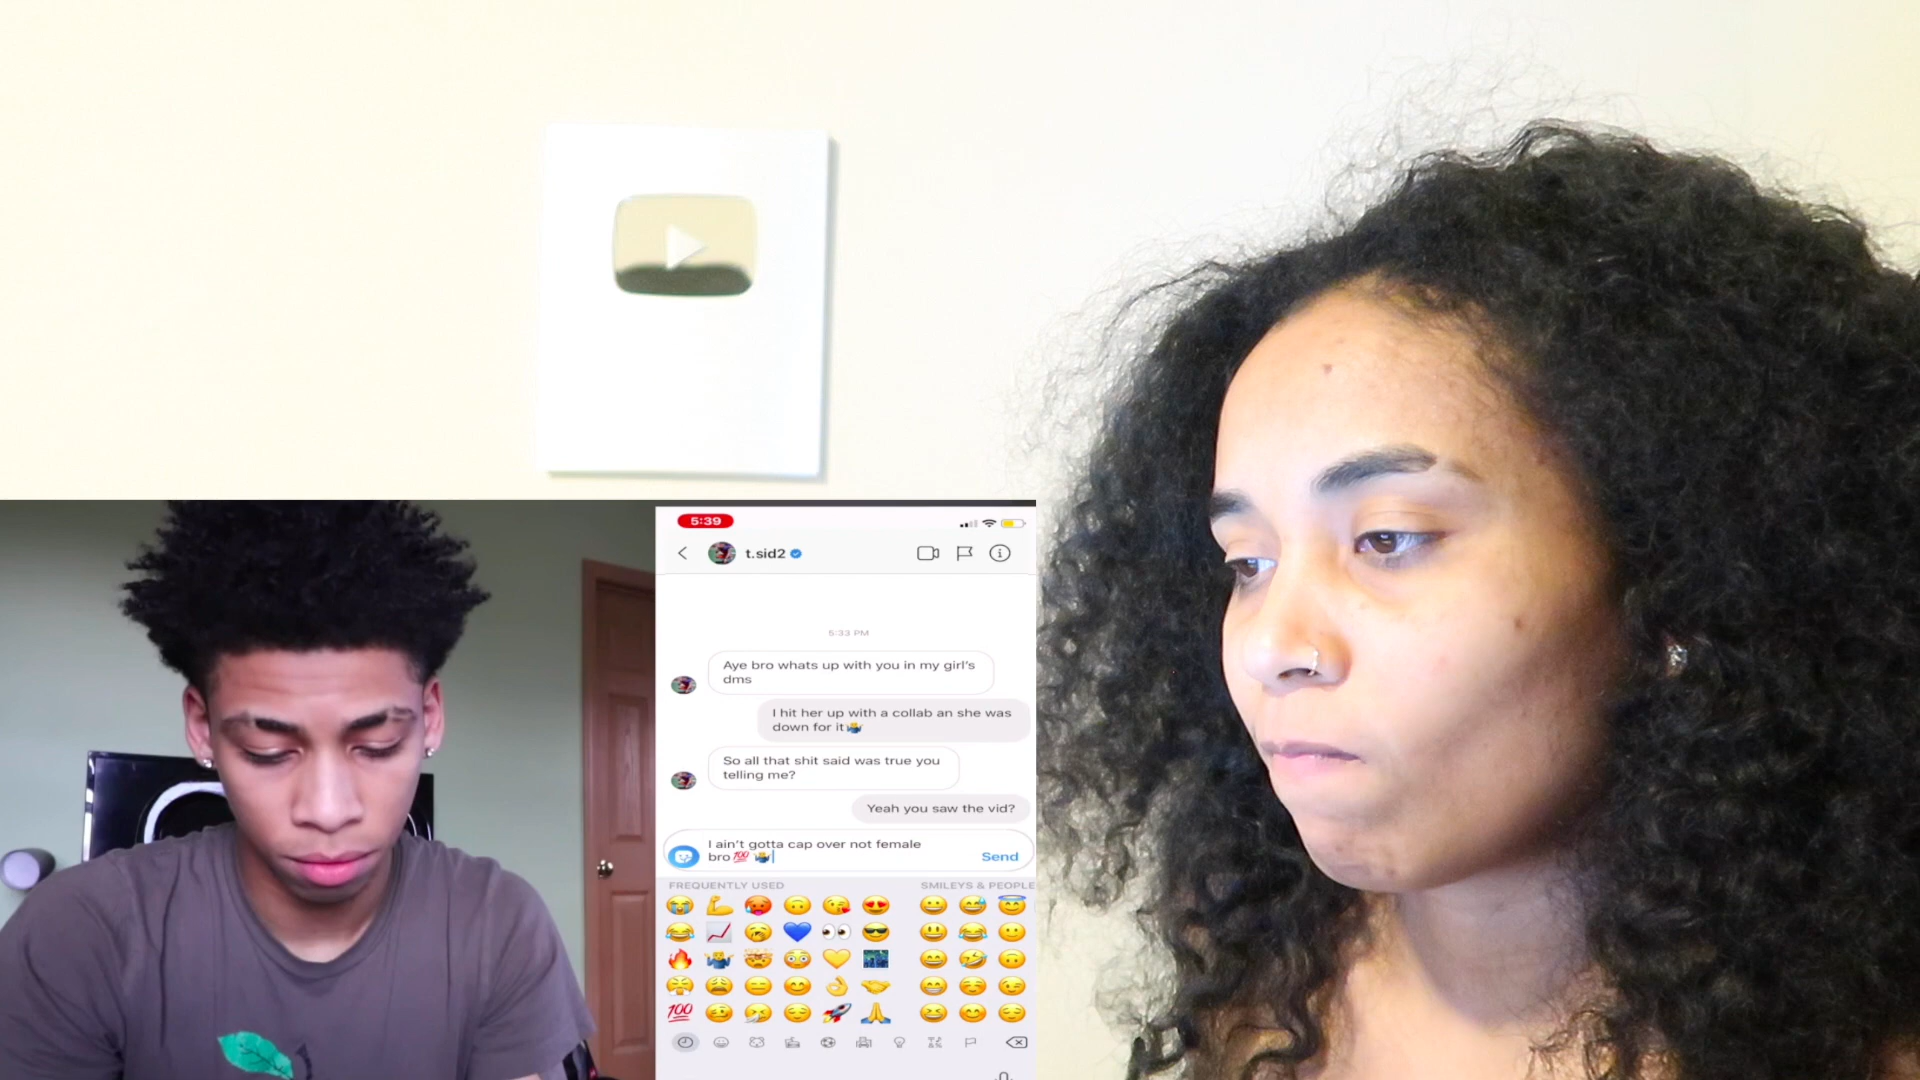 5:39
t.sid2
5:33 PM
Aye bro whats up with you in my girl's
dms
I hit her up with a collab an she was
down for it🤷‍♂️
So all that shit said was true you
telling me?
Yeah you saw the vid?
I ain't gotta cap over not female
bro💯 🤷‍♂️
Send
FREQUENTLY USED
SMILEYS & PEOPLE